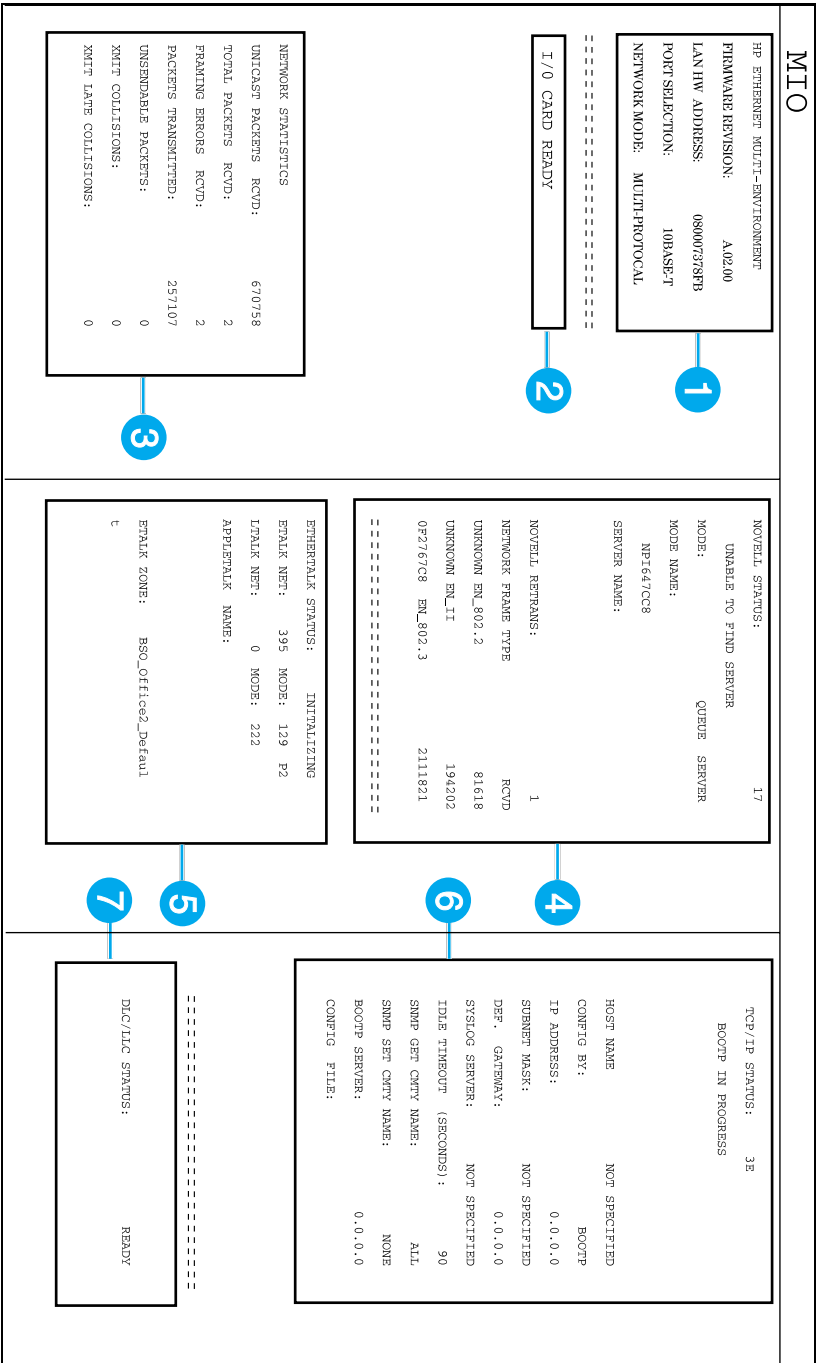 MIO
HP ETHERNET MULTI-ENVIRONMENT
FIRMWARE REVISION: A.02.00
LAN HW ADDRESS: 080007378FB
PORT SELECTION: 10BASE-T
NETWORK MODE: MULTI-PROTOCAL
1
I/O CARD READY
2
NETWORK STATISTICS
UNICAST PACKETS RCVD: 670758
TOTAL PACKETS RCVD: 2
FRAMING ERRORS RCVD: 2
PACKETS TRANSMITTED: 257107
UNSENDABLE PACKETS: 0
XMIT COLLISIONS: 0
XMIT LATE COLLISIONS: 0
3
NOVELL STATUS: 17
UNABLE TO FIND SERVER
MODE: QUEUE SERVER
MODE NAME:
NPI647CC8
SERVER NAME:
NOVELL RETRANS: 1
NETWORK FRAME TYPE RCVD
UNKNOWN EN_802.2 81618
UNKNOWN EN_II 194202
0F2767C8 EN_802.3 2111821
4
ETHERTALK STATUS: INITALIZING
ETALK NET: 395 MODE: 129 P2
LTALK NET: 0 MODE: 222
APPLETALK NAME:
ETALK ZONE: BSO_Office2_Defaul
t
5
TCP/IP STATUS: 3E
BOOTP IN PROGRESS
HOST NAME NOT SPECIFIED
CONFIG BY: BOOTP
IP ADDRESS: 0.0.0.0
SUBNET MASK: NOT SPECIFIED
DEF. GATEWAY: 0.0.0.0
SYSLOG SERVER: NOT SPECIFIED
IDLE TIMEOUT (SECONDS): 90
SNMP GET CMTY NAME: ALL
SNMP SET CMTY NAME: NONE
BOOTP SERVER: 0.0.0.0
CONFIG FILE:
6
DLC/LLC STATUS: READY
7